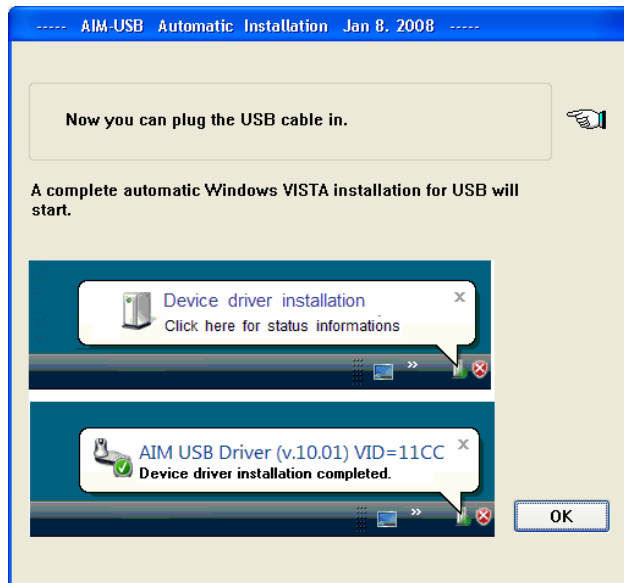 ----- AIM-USB Automatic Installation Jan 8. 2008 -----
Now you can plug the USB cable in.
A complete automatic Windows VISTA installation for USB will
start.
Device driver installation
Click here for status informations
AIM USB Driver (v.10.01) VID=11CC
Device driver installation completed.
OK